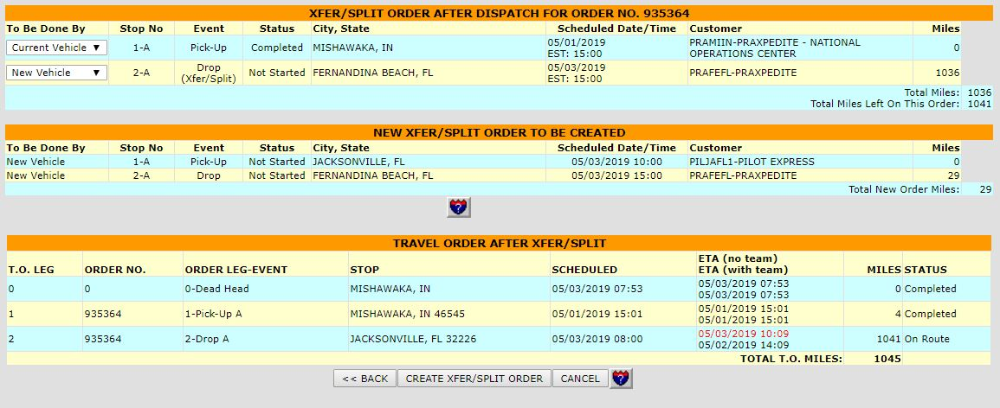 XFER/SPLIT ORDER AFTER DISPATCH FOR ORDER NO. 935364
To Be Done By Stop No Event Status City, State Scheduled Date/Time Customer Miles
Current Vehicle ▼ 1-A Pick-Up Completed MISHAWAKA, IN 05/01/2019 EST: 15:00 PRAMIIN-PRAXPEDITE - NATIONAL OPERATIONS CENTER 0
New Vehicle ▼ 2-A Drop (Xfer/Split) Not Started FERNANDINA BEACH, FL 05/03/2019 EST: 15:00 PRAFEFL-PRAXPEDITE 1036
Total Miles: 1036
Total Miles Left On This Order: 1041
NEW XFER/SPLIT ORDER TO BE CREATED
To Be Done By Stop No Event Status City, State Scheduled Date/Time Customer Miles
New Vehicle 1-A Pick-Up Not Started JACKSONVILLE, FL 05/03/2019 10:00 PILJAFL1-PILOT EXPRESS 0
New Vehicle 2-A Drop Not Started FERNANDINA BEACH, FL 05/03/2019 15:00 PRAFEFL-PRAXPEDITE 29
Total New Order Miles: 29
?
TRAVEL ORDER AFTER XFER/SPLIT
T.O. LEG ORDER NO. ORDER LEG-EVENT STOP SCHEDULED ETA (no team) ETA (with team) MILES STATUS
0 0 0-Dead Head MISHAWAKA, IN 05/03/2019 07:53 05/03/2019 07:53 05/03/2019 07:53 0 Completed
1 935364 1-Pick-Up A MISHAWAKA, IN 46545 05/01/2019 15:01 05/01/2019 15:01 05/01/2019 15:01 4 Completed
2 935364 2-Drop A JACKSONVILLE, FL 32226 05/03/2019 08:00 05/03/2019 10:09 05/02/2019 14:09 1041 On Route
TOTAL T.O. MILES: 1045
<< BACK CREATE XFER/SPLIT ORDER CANCEL ?